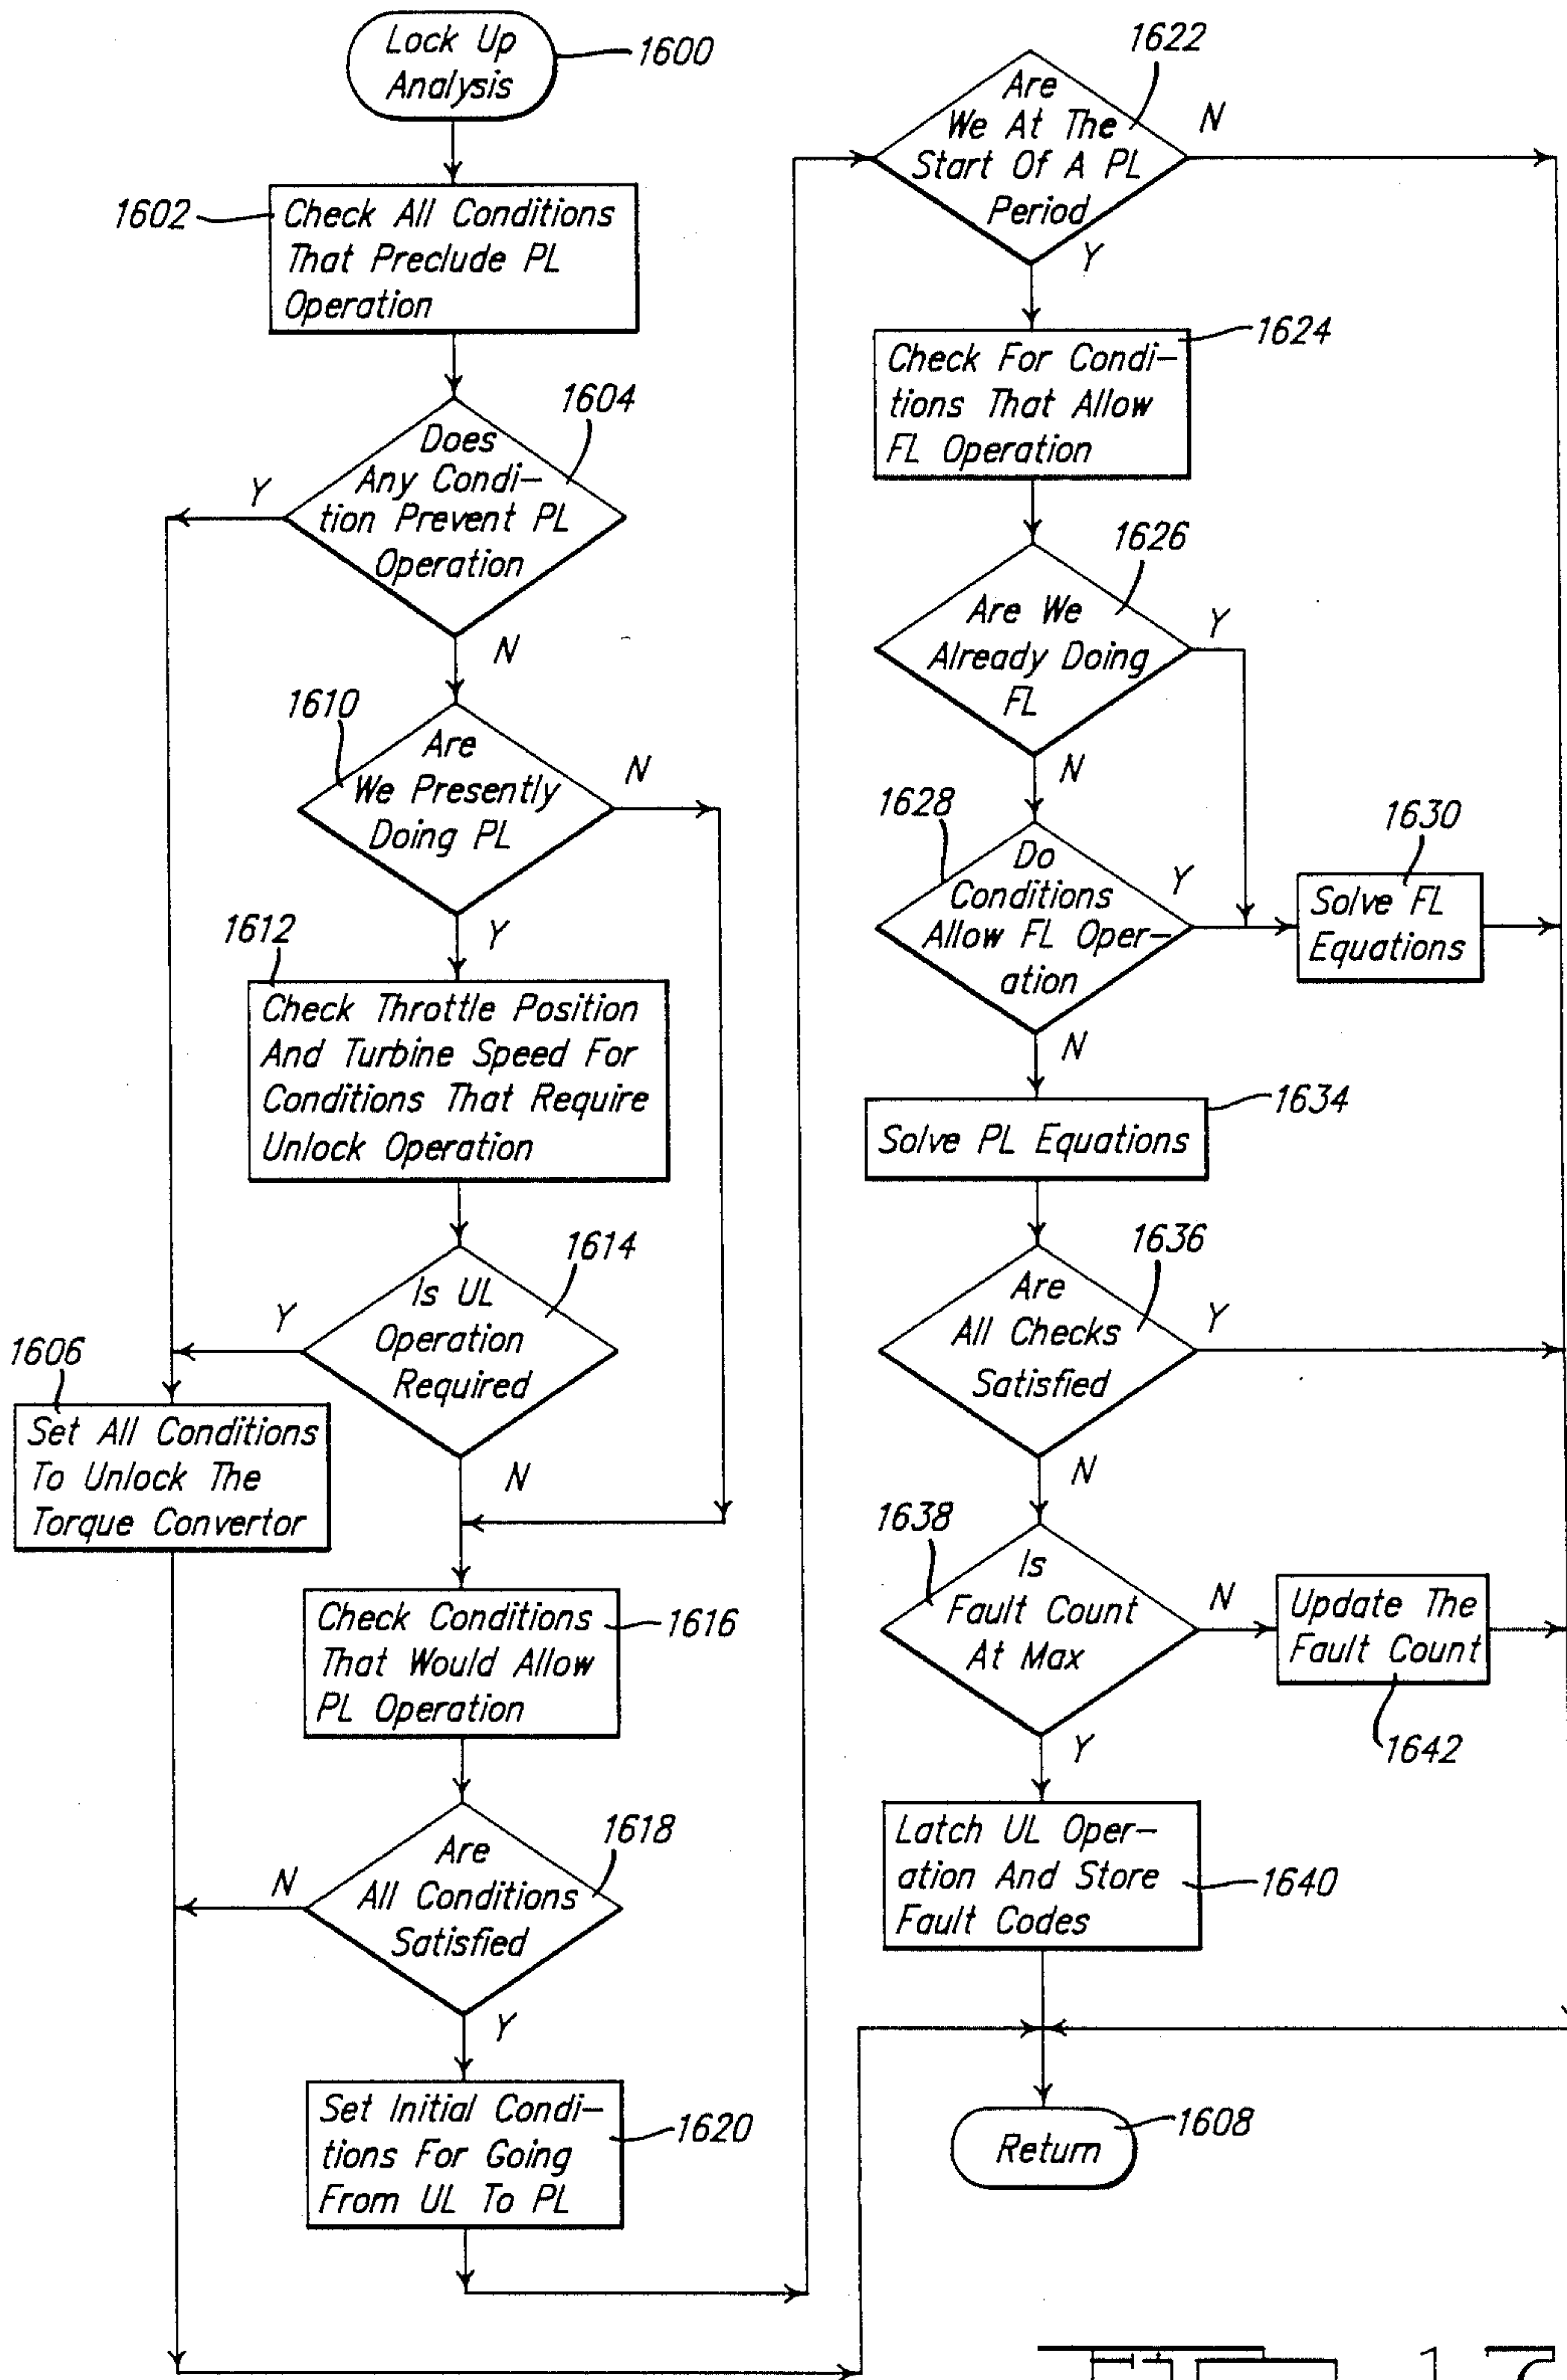 Lock Up
Analysis
1600
1602
Check All Conditions
That Preclude PL
Operation
1604
Does
Any Condi-
tion Prevent PL
Operation
Y
N
1610
Are
We Presently
Doing PL
N
Y
1612
Check Throttle Position
And Turbine Speed For
Conditions That Require
Unlock Operation
1614
Is UL
Operation
Required
Y
N
1606
Set All Conditions
To Unlock The
Torque Convertor
Check Conditions
That Would Allow
PL Operation
1616
1618
Are
All Conditions
Satisfied
N
Y
Set Initial Condi-
tions For Going
From UL To PL
1620
1622
Are
We At The
Start Of A PL
Period
N
Y
1624
Check For Condi-
tions That Allow
FL Operation
1626
Are We
Already Doing
FL
Y
N
1628
Do
Conditions
Allow FL Oper-
ation
Y
N
1630
Solve FL
Equations
1634
Solve PL Equations
1636
Are
All Checks
Satisfied
Y
N
1638
Is
Fault Count
At Max
N
Y
Update The
Fault Count
1642
Latch UL Oper-
ation And Store
Fault Codes
1640
Return
1608